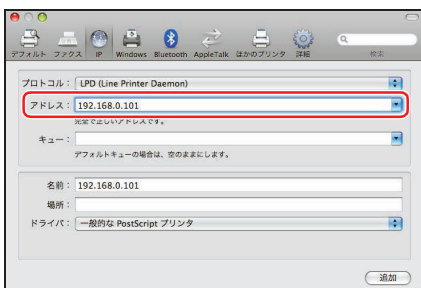 デフォルト ファクス IP Windows Bluetooth AppleTalk ほかのプリンタ 詳細 検索
プロトコル： LPD (Line Printer Daemon)
アドレス： 192.168.0.101
完全で正しいアドレスです。
キュー：
デフォルトキューの場合は、空のままにします。
名前： 192.168.0.101
場所：
ドライバ： 一般的な PostScript プリンタ
追加